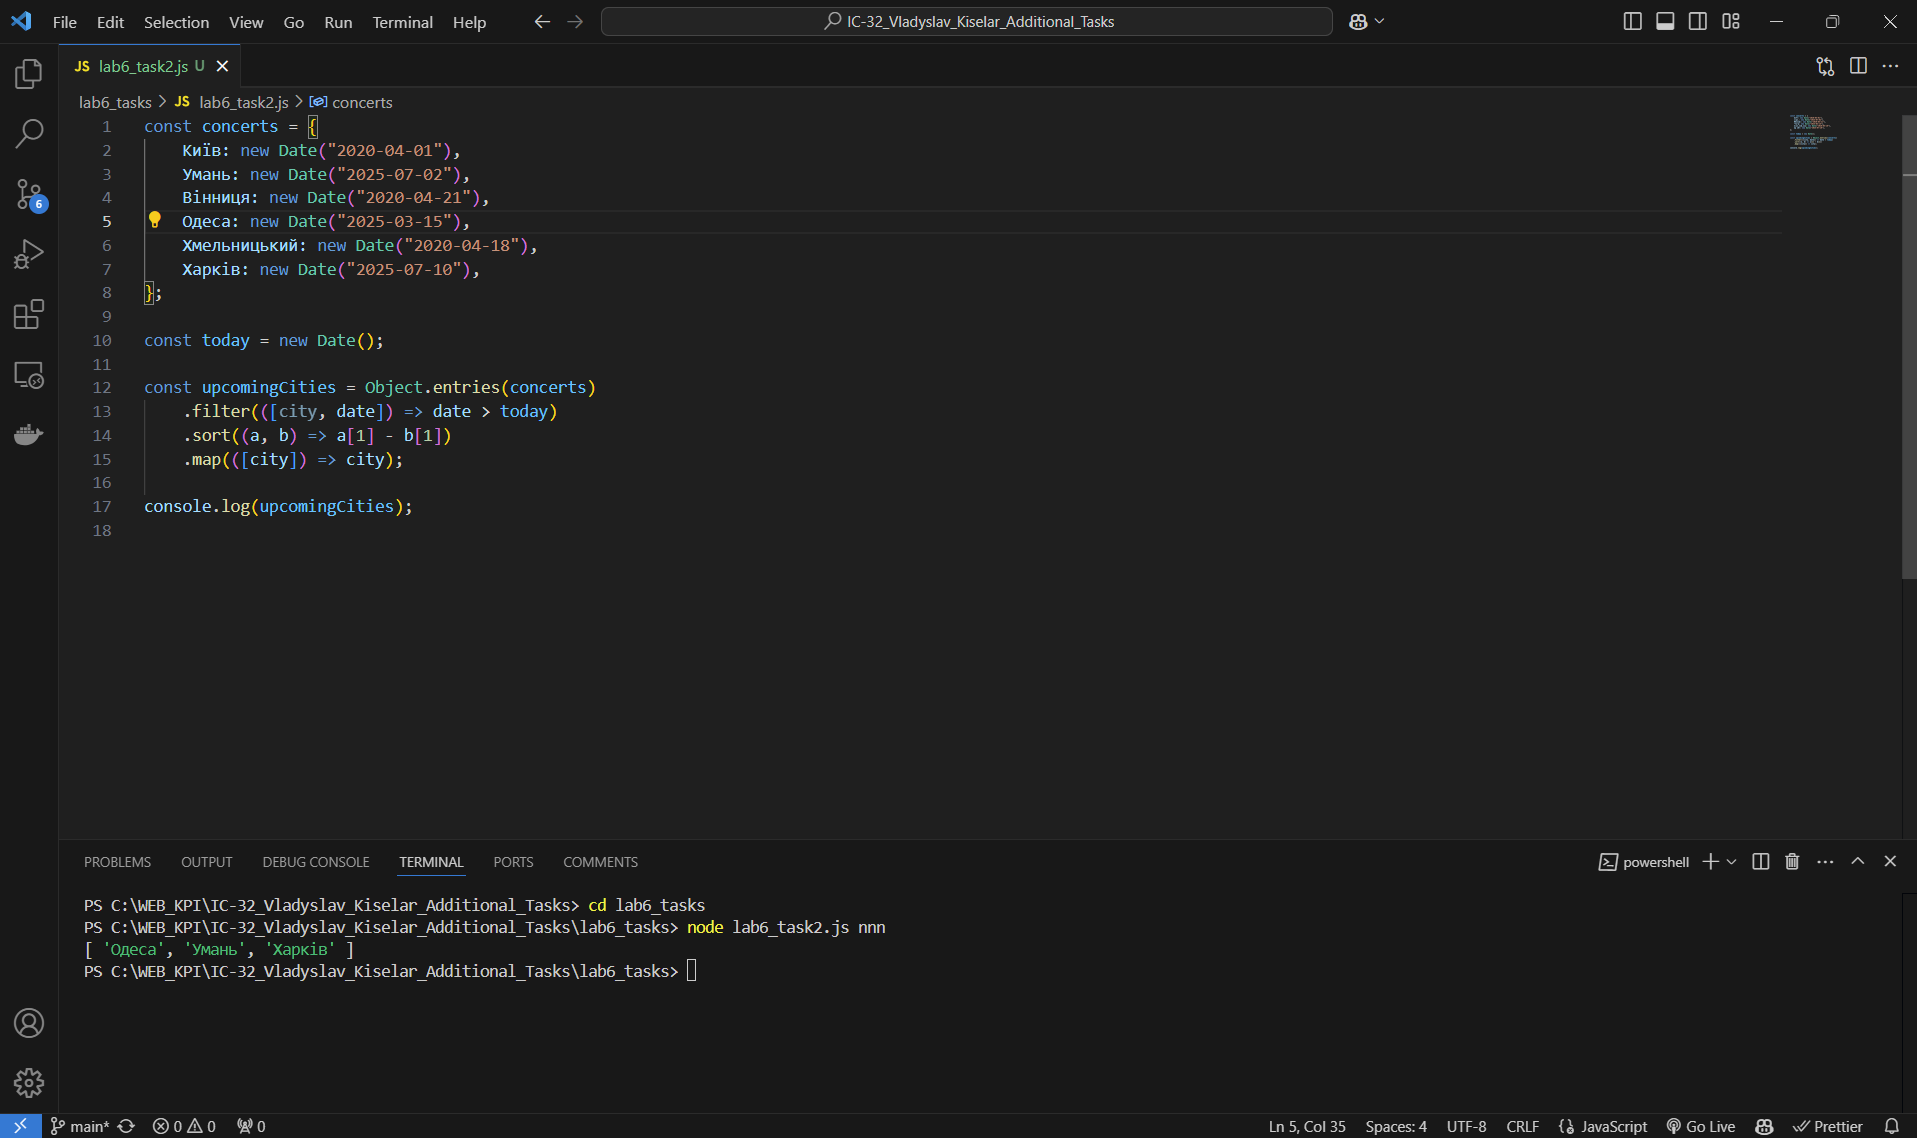 File Edit Selection View Go Run Terminal Help
IC-32_Vladyslav_Kiselar_Additional_Tasks
JS lab6_task2.js U
lab6_tasks > JS lab6_task2.js > concerts
1 const concerts = {
2 Київ: new Date("2020-04-01"),
3 Умань: new Date("2025-07-02"),
4 Вінниця: new Date("2020-04-21"),
5 Одеса: new Date("2025-03-15"),
6 Хмельницький: new Date("2020-04-18"),
7 Харків: new Date("2025-07-10"),
8 };
9
10 const today = new Date();
11
12 const upcomingCities = Object.entries(concerts)
13 .filter(([city, date]) => date > today)
14 .sort((a, b) => a[1] - b[1])
15 .map(([city]) => city);
16
17 console.log(upcomingCities);
18
6
PROBLEMS OUTPUT DEBUG CONSOLE TERMINAL PORTS COMMENTS
powershell
PS C:\WEB_KPI\IC-32_Vladyslav_Kiselar_Additional_Tasks> cd lab6_tasks
PS C:\WEB_KPI\IC-32_Vladyslav_Kiselar_Additional_Tasks\lab6_tasks> node lab6_task2.js nnn
[ 'Одеса', 'Умань', 'Харків' ]
PS C:\WEB_KPI\IC-32_Vladyslav_Kiselar_Additional_Tasks\lab6_tasks>
main* 0 0 0 Ln 5, Col 35 Spaces: 4 UTF-8 CRLF JavaScript Go Live Prettier